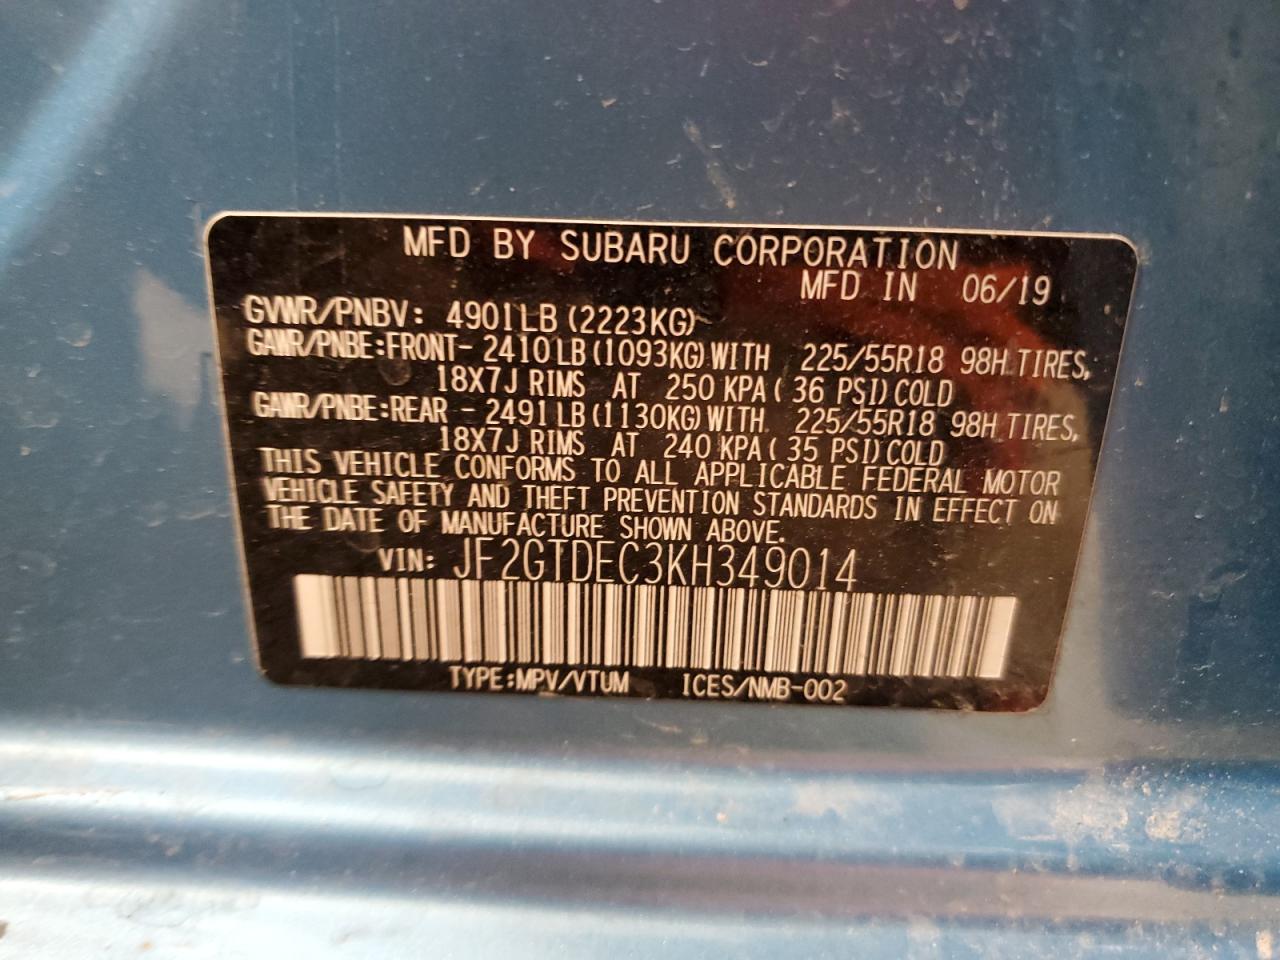 MFD BY SUBARU CORPORATION
MFD IN 06/19
GVWR/PNBV: 4901LB (2223KG)
GAWR/PNBE:FRONT- 2410LB(1093KG)WITH 225/55R18 98H TIRES,
18X7J RIMS AT 250 KPA( 36 PSI)COLD
GAWR/PNBE:REAR - 2491LB(1130KG)WITH 225/55R18 98H TIRES,
18X7J RIMS AT 240 KPA( 35 PSI)COLD
THIS VEHICLE CONFORMS TO ALL APPLICABLE FEDERAL MOTOR
VEHICLE SAFETY AND THEFT PREVENTION STANDARDS IN EFFECT ON
THE DATE OF MANUFACTURE SHOWN ABOVE.
VIN: JF2GTDEC3KH349014
TYPE:MPV/VTUM ICES/NMB-002